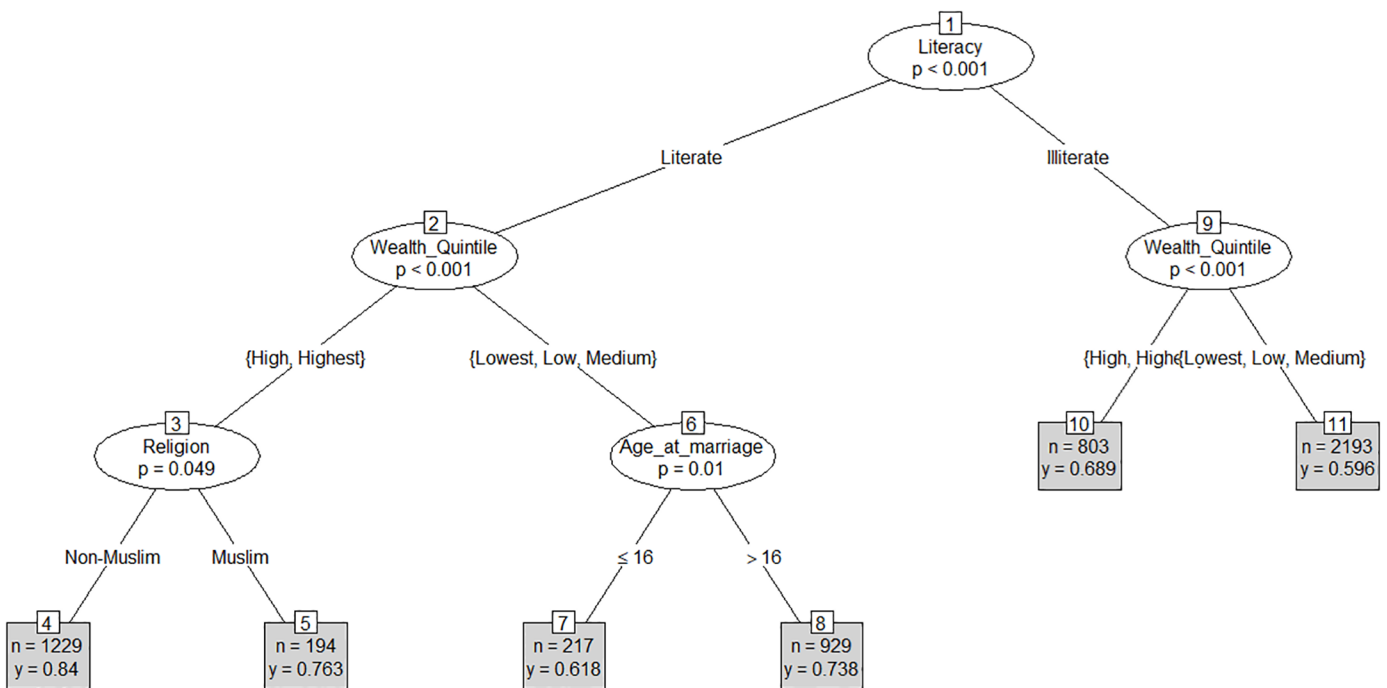 1
Literacy
p < 0.001
Literate
Illiterate
2
Wealth_Quintile
p < 0.001
9
Wealth_Quintile
p < 0.001
{High, Highest}
{Lowest, Low, Medium}
{High, High
{Lowest, Low, Medium}
3
Religion
p = 0.049
6
Age_at_marriage
p = 0.01
10
n = 803
y = 0.689
11
n = 2193
y = 0.596
Non-Muslim
Muslim
≤ 16
> 16
4
n = 1229
y = 0.84
5
n = 194
y = 0.763
7
n = 217
y = 0.618
8
n = 929
y = 0.738